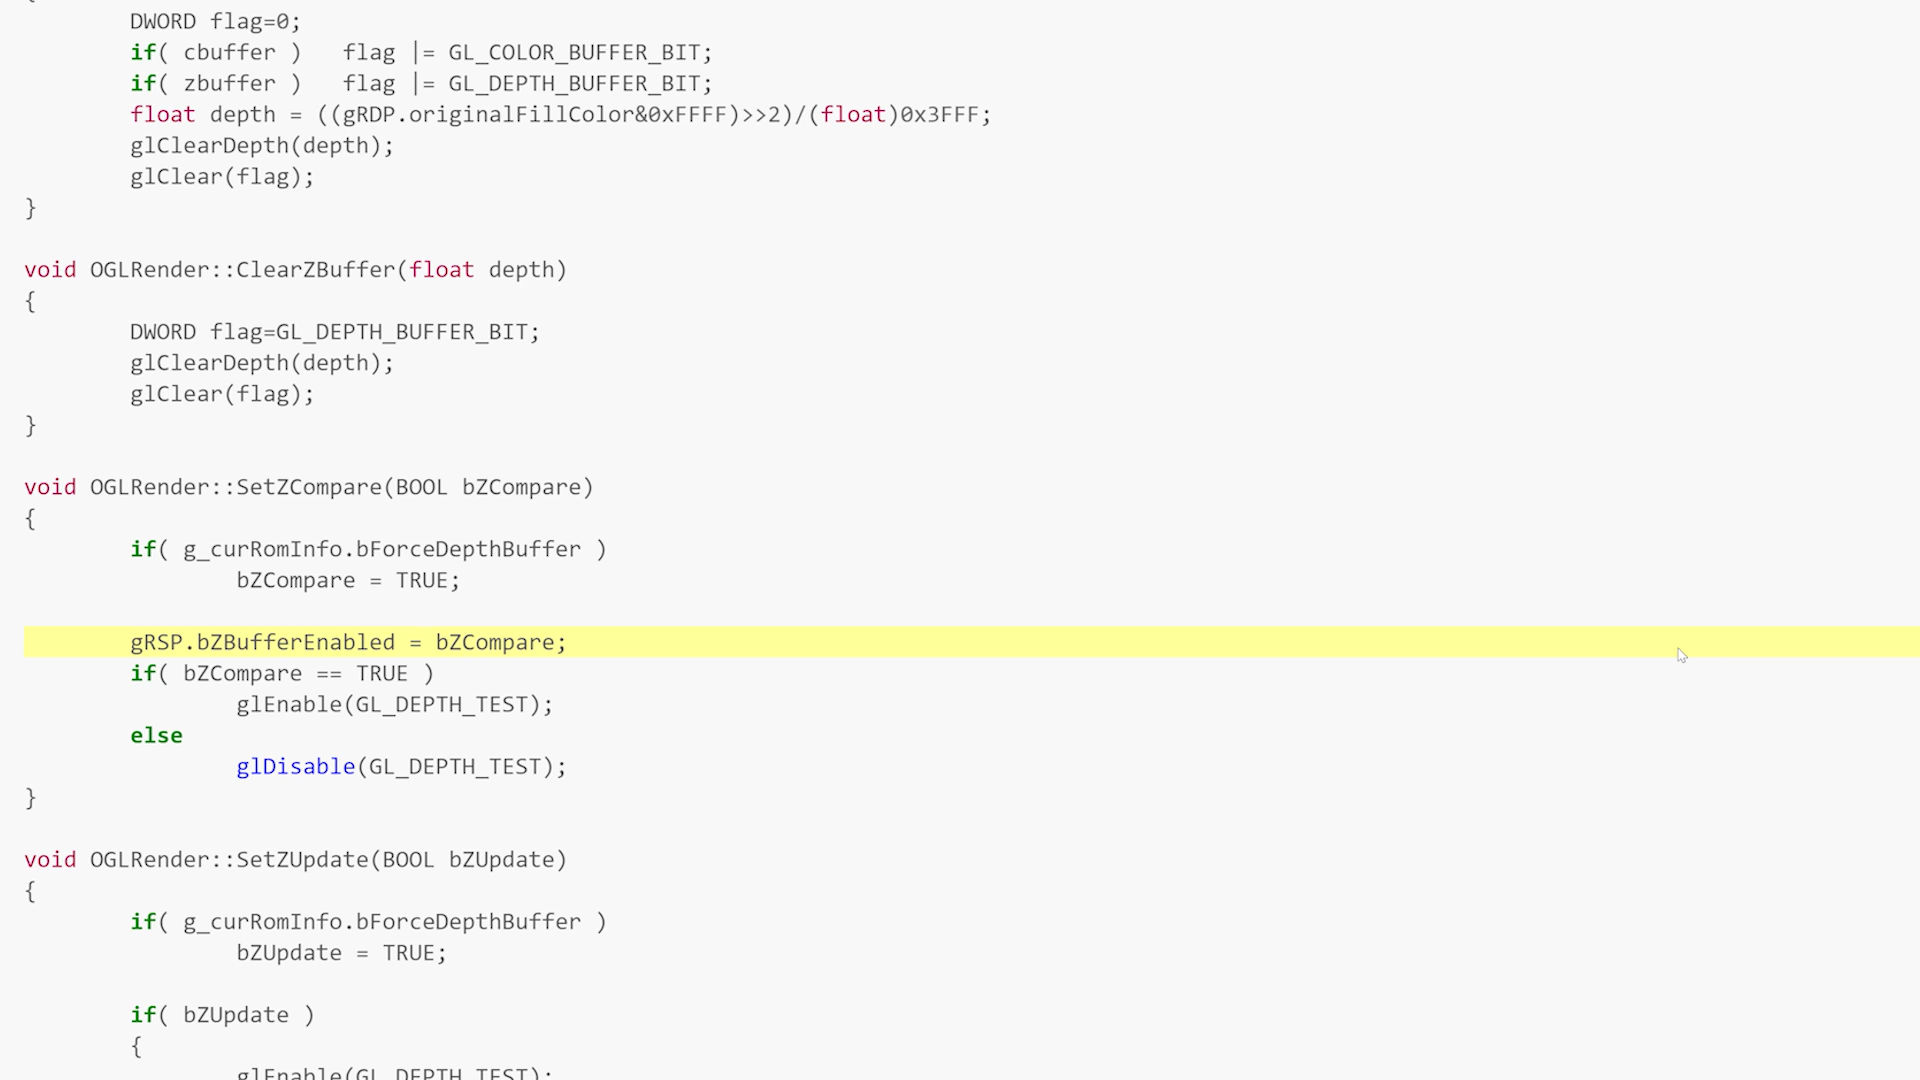 {
DWORD flag=0;
if( cbuffer )   flag |= GL_COLOR_BUFFER_BIT;
if( zbuffer )   flag |= GL_DEPTH_BUFFER_BIT;
float depth = ((gRDP.originalFillColor&0xFFFF)>>2)/(float)0x3FFF;
glClearDepth(depth);
glClear(flag);
}
void OGLRender::ClearZBuffer(float depth)
{
DWORD flag=GL_DEPTH_BUFFER_BIT;
glClearDepth(depth);
glClear(flag);
}
void OGLRender::SetZCompare(BOOL bZCompare)
{
if( g_curRomInfo.bForceDepthBuffer )
bZCompare = TRUE;
gRSP.bZBufferEnabled = bZCompare;
if( bZCompare == TRUE )
glEnable(GL_DEPTH_TEST);
else
glDisable(GL_DEPTH_TEST);
}
void OGLRender::SetZUpdate(BOOL bZUpdate)
{
if( g_curRomInfo.bForceDepthBuffer )
bZUpdate = TRUE;
if( bZUpdate )
{
glEnable(GL_DEPTH_TEST);